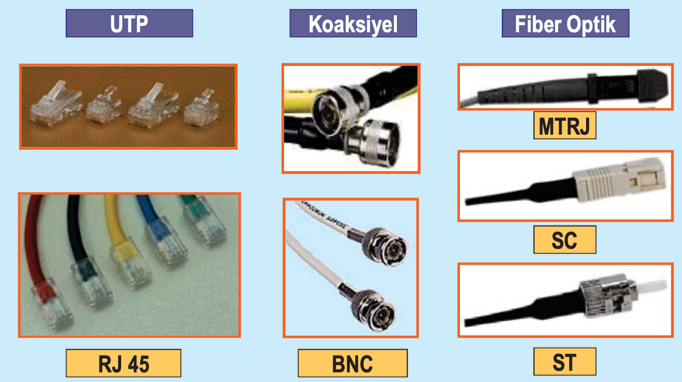 UTP
Koaksiyel
Fiber Optik
MTRJ
SC
RJ 45
BNC
ST